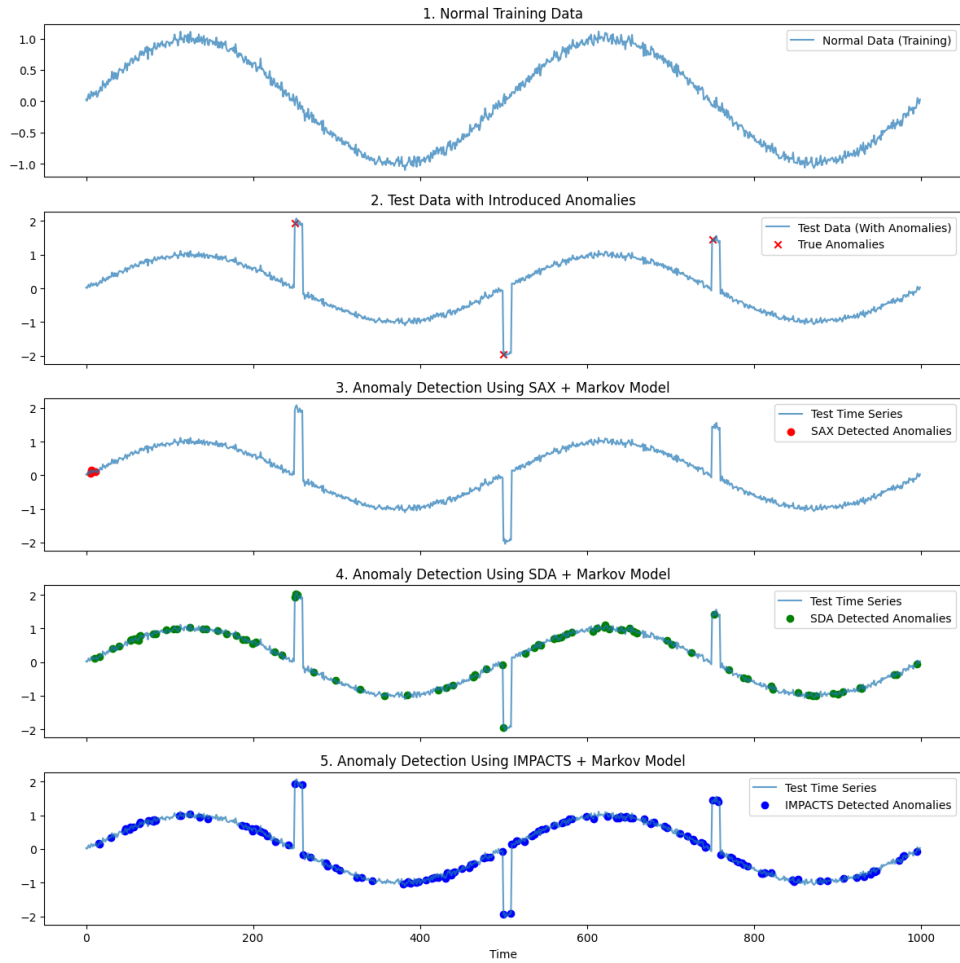 1. Normal Training Data
1.0
0.5
0.0
−0.5
−1.0
Normal Data (Training)
2. Test Data with Introduced Anomalies
2
1
0
−1
−2
Test Data (With Anomalies)
True Anomalies
3. Anomaly Detection Using SAX + Markov Model
2
1
0
−1
−2
Test Time Series
SAX Detected Anomalies
4. Anomaly Detection Using SDA + Markov Model
2
1
0
−1
−2
Test Time Series
SDA Detected Anomalies
5. Anomaly Detection Using IMPACTS + Markov Model
2
1
0
−1
−2
Test Time Series
IMPACTS Detected Anomalies
0 200 400 600 800 1000
Time